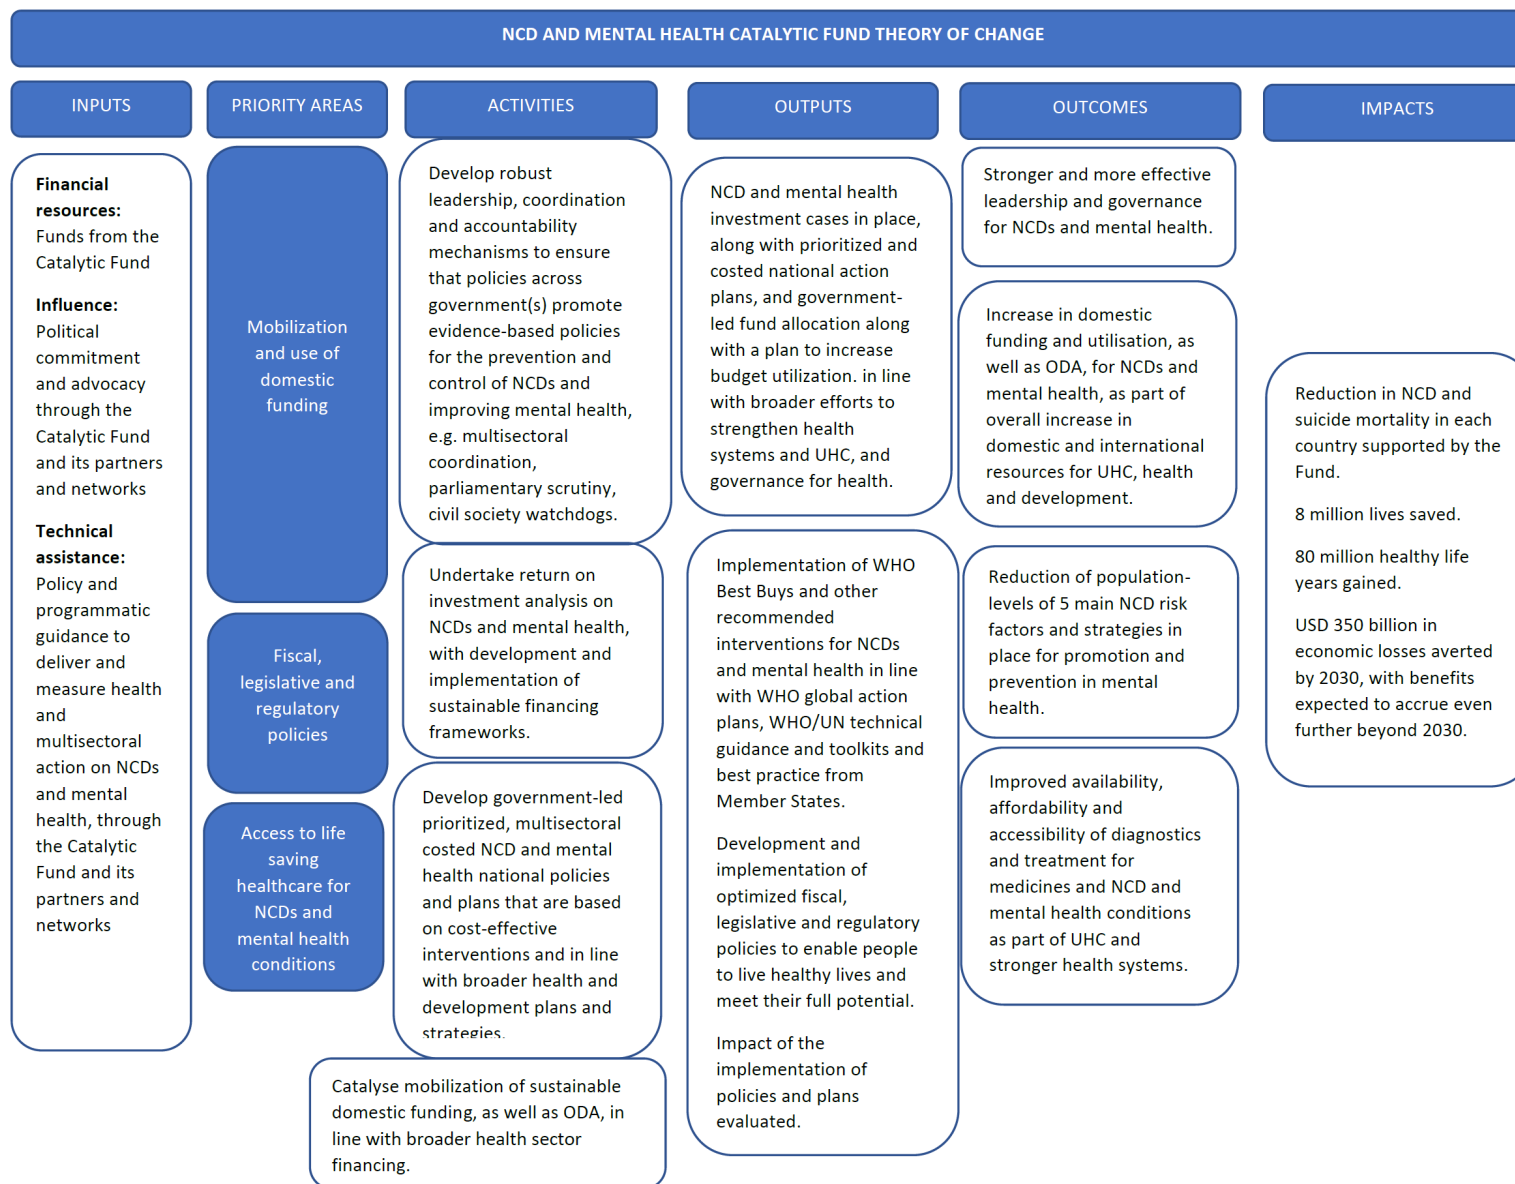 NCD AND MENTAL HEALTH CATALYTIC FUND THEORY OF CHANGE
INPUTS
PRIORITY AREAS
ACTIVITIES
OUTPUTS
OUTCOMES
IMPACTS
Financial
resources:
Funds from the
Catalytic Fund
Influence:
Political
commitment
and advocacy
through the
Catalytic Fund
and its partners
and networks
Technical
assistance:
Policy and
programmatic
guidance to
deliver and
measure health
and
multisectoral
action on NCDs
and mental
health, through
the Catalytic
Fund and its
partners and
networks
Mobilization
and use of
domestic
funding
Fiscal,
legislative and
regulatory
policies
Access to life
saving
healthcare for
NCDs and
mental health
conditions
Develop robust
leadership, coordination
and accountability
mechanisms to ensure
that policies across
government(s) promote
evidence-based policies
for the prevention and
control of NCDs and
improving mental health,
e.g. multisectoral
coordination,
parliamentary scrutiny,
civil society watchdogs.
Undertake return on
investment analysis on
NCDs and mental health,
with development and
implementation of
sustainable financing
frameworks.
Develop government-led
prioritized, multisectoral
costed NCD and mental
health national policies
and plans that are based
on cost-effective
interventions and in line
with broader health and
development plans and
strategies.
Catalyse mobilization of sustainable
domestic funding, as well as ODA, in
line with broader health sector
financing.
NCD and mental health
investment cases in place,
along with prioritized and
costed national action
plans, and government-
led fund allocation along
with a plan to increase
budget utilization. in line
with broader efforts to
strengthen health
systems and UHC, and
governance for health.
Implementation of WHO
Best Buys and other
recommended
interventions for NCDs
and mental health in line
with WHO global action
plans, WHO/UN technical
guidance and toolkits and
best practice from
Member States.
Development and
implementation of
optimized fiscal,
legislative and regulatory
policies to enable people
to live healthy lives and
meet their full potential.
Impact of the
implementation of
policies and plans
evaluated.
Stronger and more effective
leadership and governance
for NCDs and mental health.
Increase in domestic
funding and utilisation, as
well as ODA, for NCDs and
mental health, as part of
overall increase in
domestic and international
resources for UHC, health
and development.
Reduction of population-
levels of 5 main NCD risk
factors and strategies in
place for promotion and
prevention in mental
health.
Improved availability,
affordability and
accessibility of diagnostics
and treatment for
medicines and NCD and
mental health conditions
as part of UHC and
stronger health systems.
Reduction in NCD and
suicide mortality in each
country supported by the
Fund.
8 million lives saved.
80 million healthy life
years gained.
USD 350 billion in
economic losses averted
by 2030, with benefits
expected to accrue even
further beyond 2030.